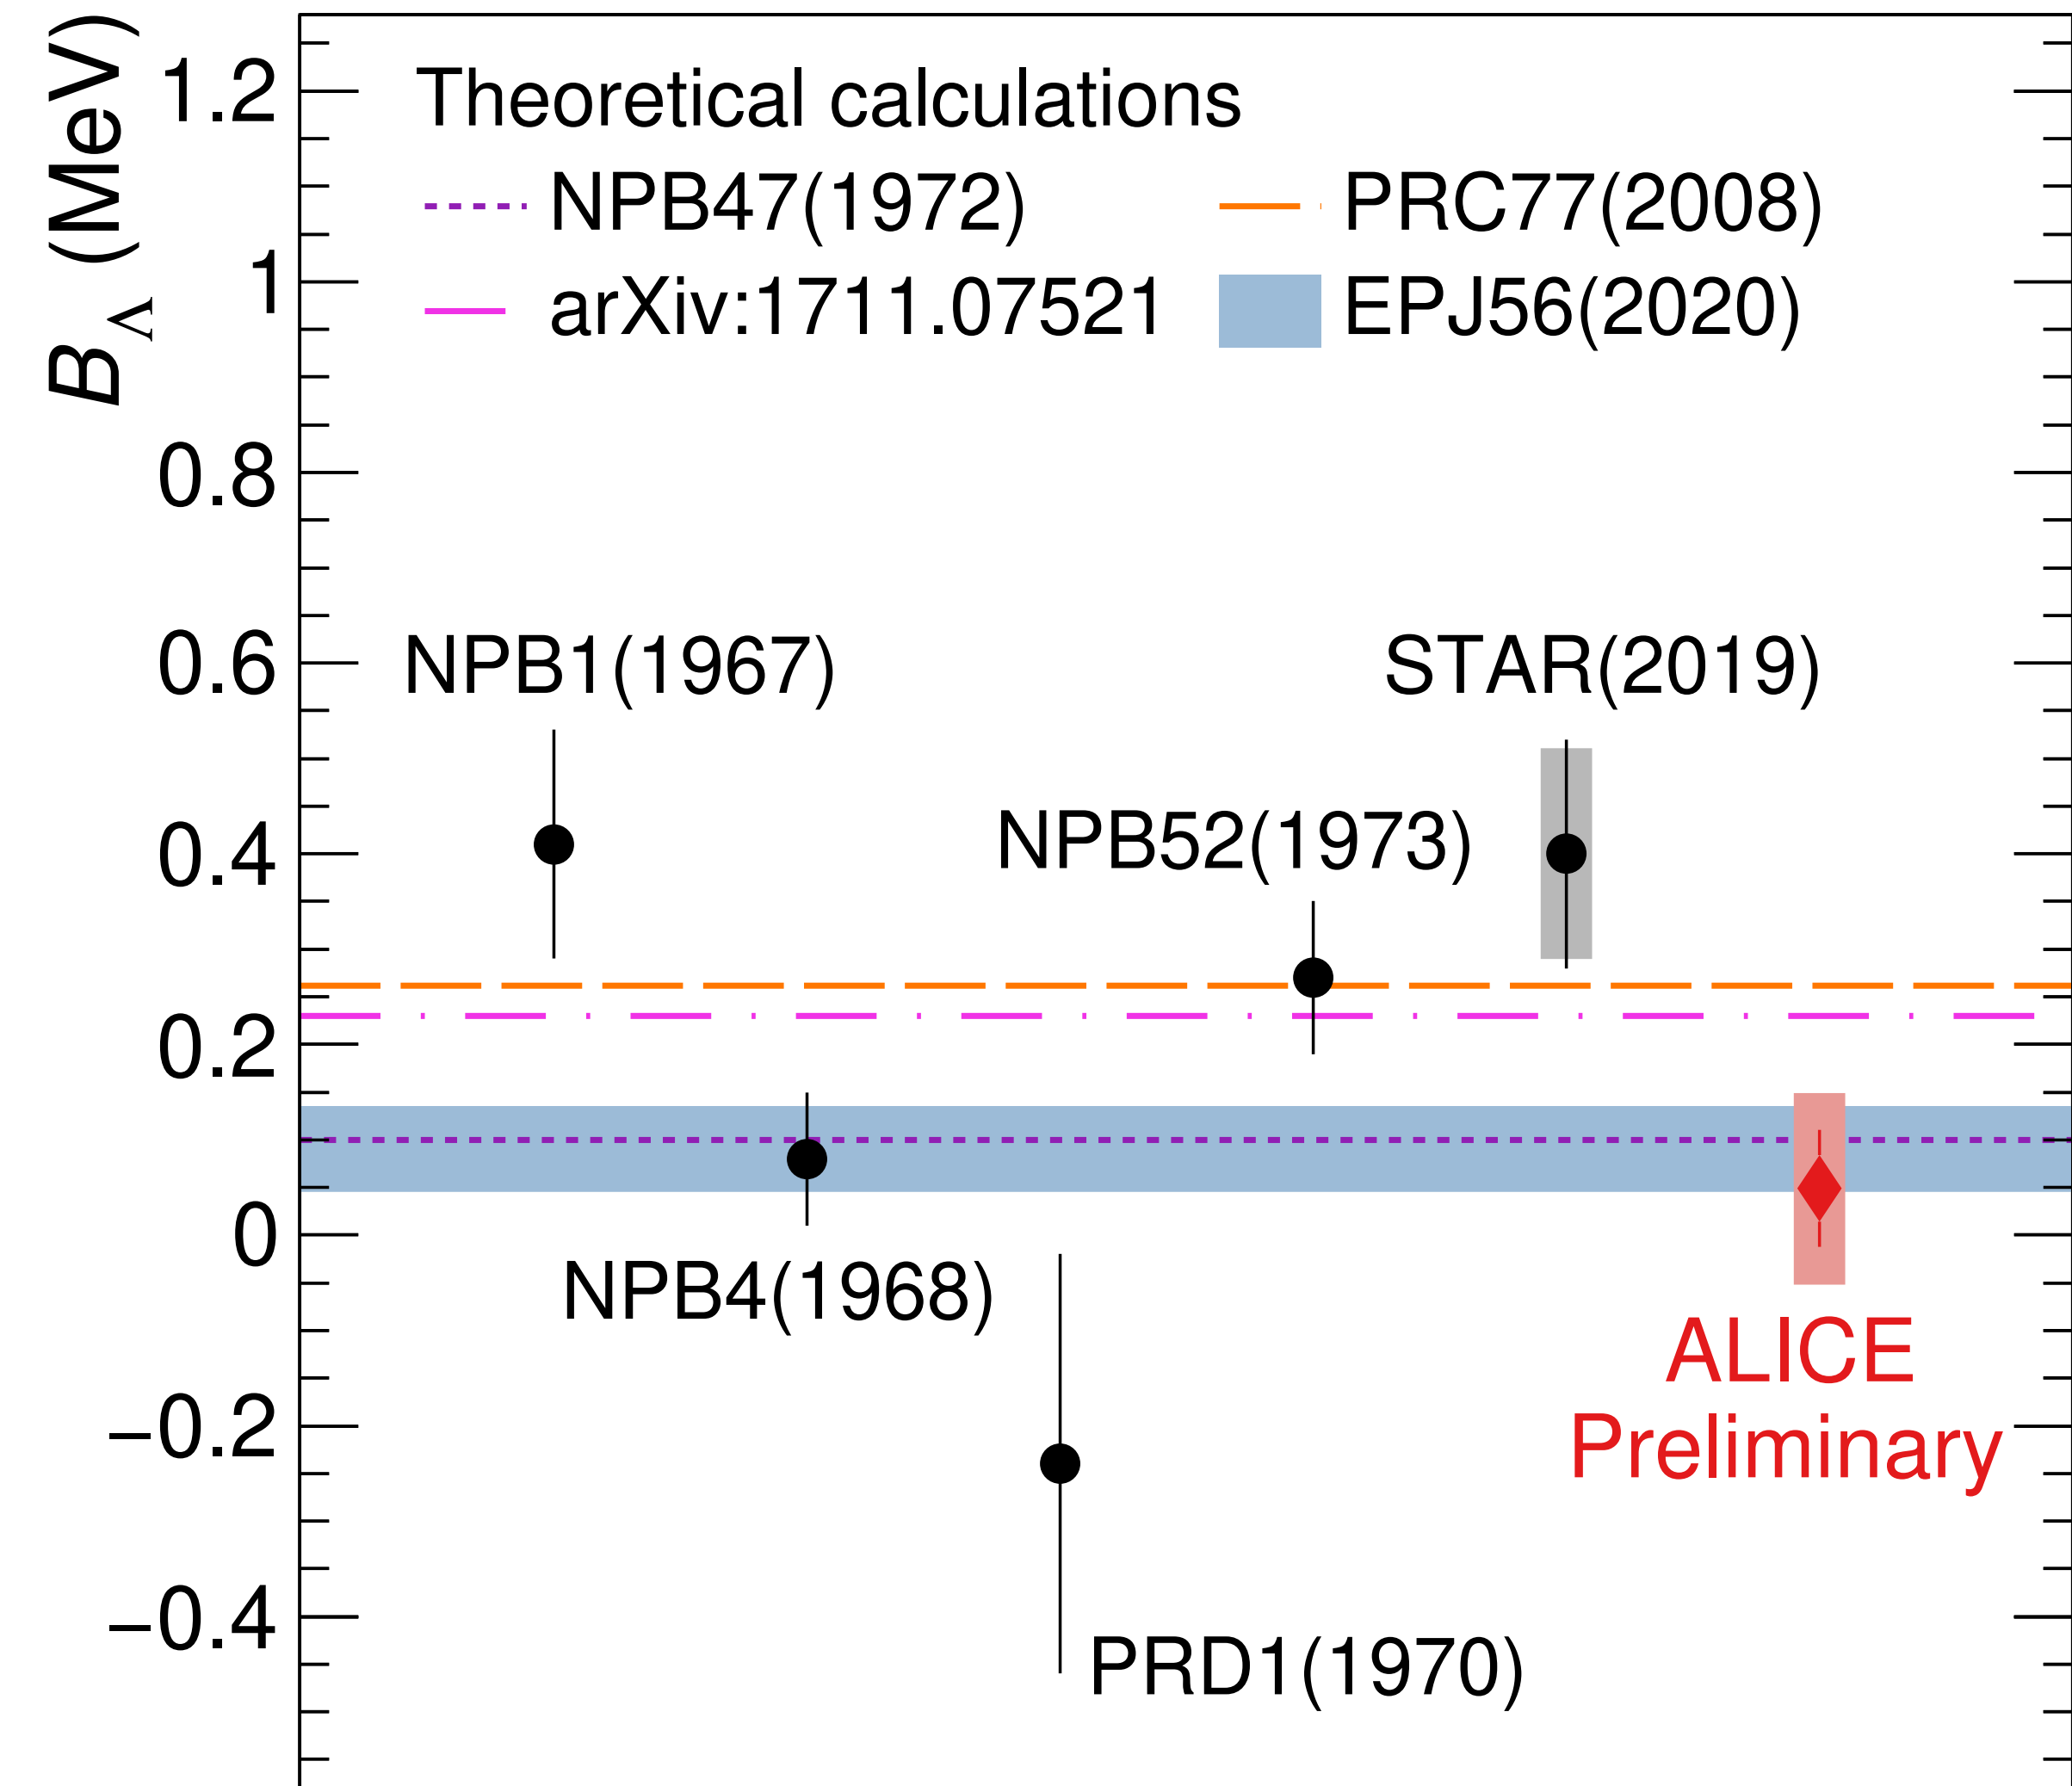 B_Λ (MeV)
1.2
1
0.8
0.6
0.4
0.2
0
−0.2
−0.4
Theoretical calculations
NPB47(1972)
PRC77(2008)
arXiv:1711.07521
EPJ56(2020)
NPB1(1967)
STAR(2019)
NPB52(1973)
NPB4(1968)
ALICE
Preliminary
PRD1(1970)